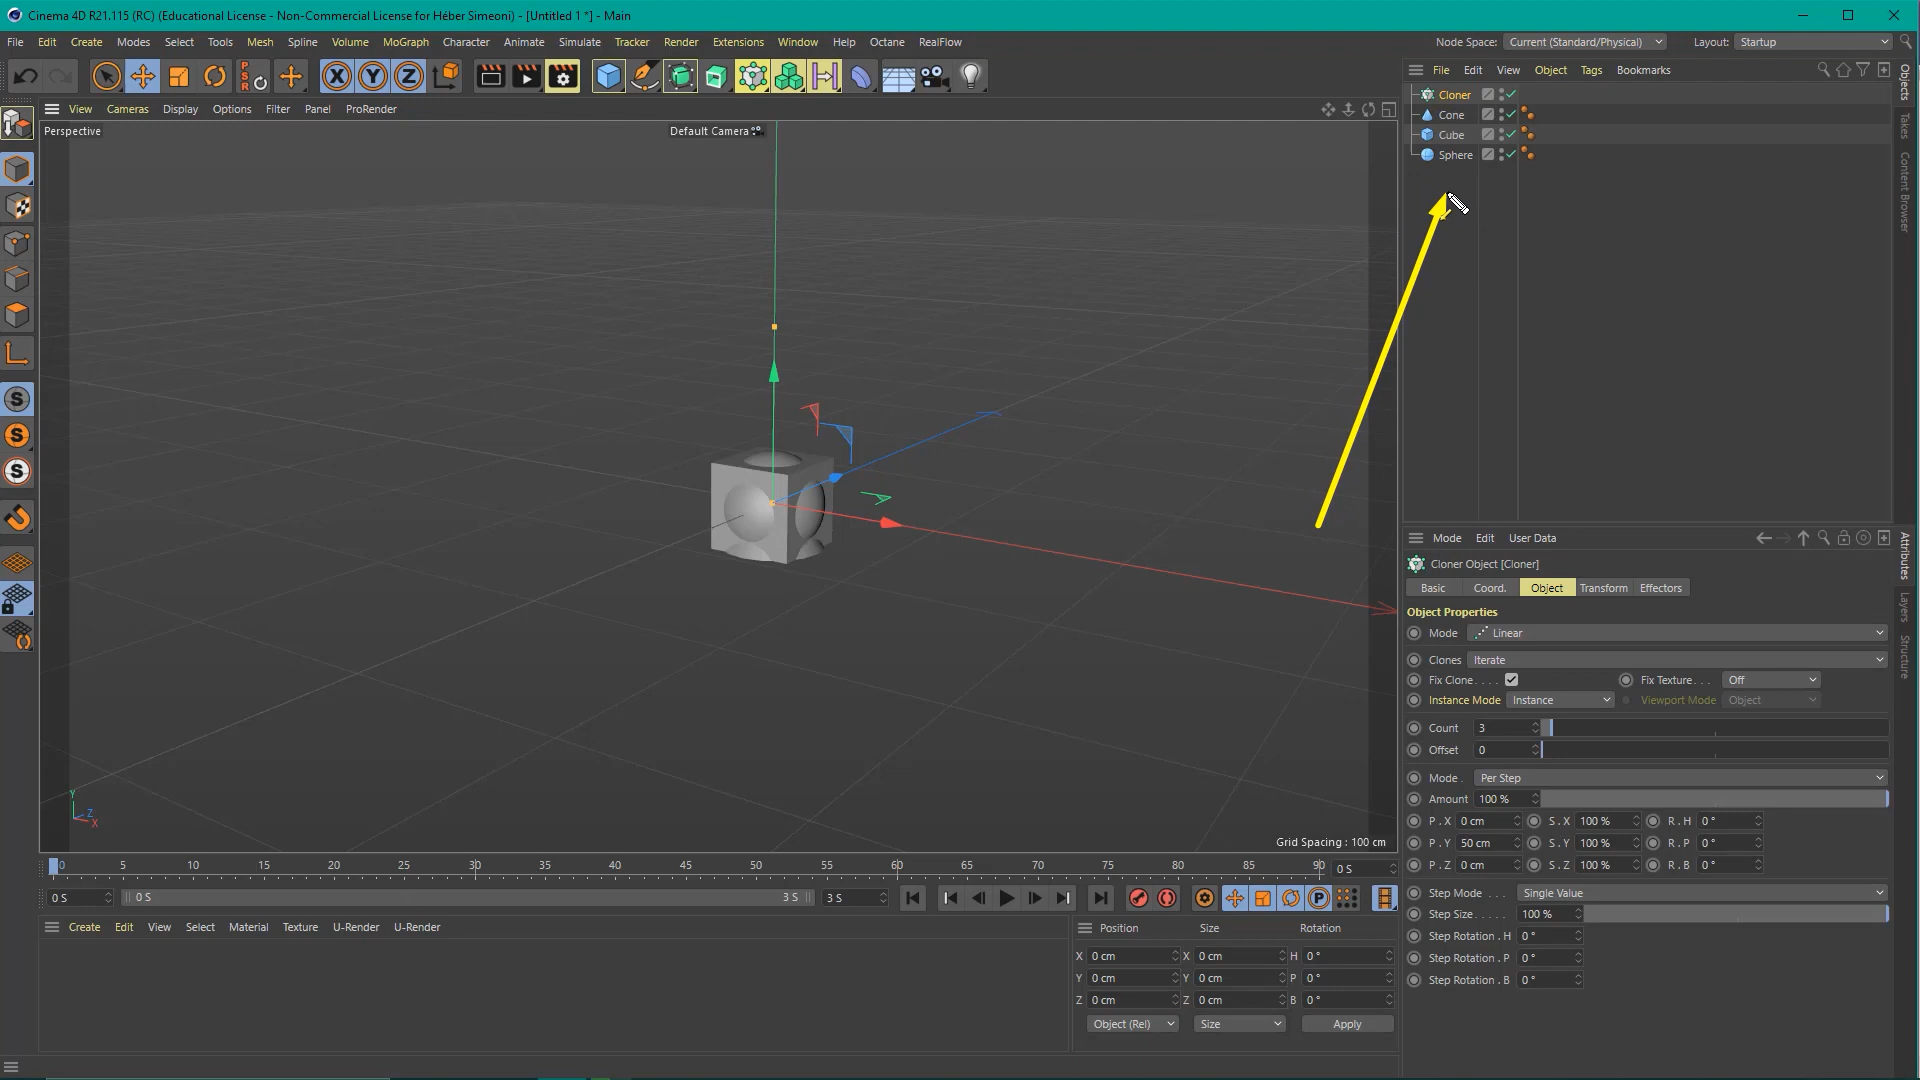 Cinema 4D R21.115 (RC) (Educational License - Non-Commercial License for Héber Simeoni) - [Untitled 1 *] - Main
File Edit Create Modes Select Tools Mesh Spline Volume MoGraph Character Animate Simulate Tracker Render Extensions Window Help Octane RealFlow Node Space: Current (Standard/Physical) Layout: Startup
PSR X Y Z
File Edit View Object Tags Bookmarks
View Cameras Display Options Filter Panel ProRender
Perspective Default Camera
Cloner
Cone
Cube
Sphere
Objects
Takes
Content Browser
S
S
S
Mode Edit User Data
Cloner Object [Cloner]
Basic Coord. Object Transform Effectors
Object Properties
Mode Linear
Clones Iterate
Fix Clone . . . . Fix Texture . . . Off
Instance Mode Instance Viewport Mode Object
Count 3
Offset 0
Mode . Per Step
Amount 100 %
P . X 0 cm S . X 100 % R . H 0 °
P . Y 50 cm S . Y 100 % R . P 0 °
P . Z 0 cm S . Z 100 % R . B 0 °
Step Mode . . . Single Value
Step Size . . . . . 100 %
Step Rotation . H 0 °
Step Rotation . P 0 °
Step Rotation . B 0 °
Attributes
Layers
Structure
Y Z X
Grid Spacing : 100 cm
0 5 10 15 20 25 30 35 40 45 50 55 60 65 70 75 80 85 90 0 S
0 S 0 S 3 S 3 S P
Create Edit View Select Material Texture U-Render U-Render
Position Size Rotation
X 0 cm X 0 cm H 0 °
Y 0 cm Y 0 cm P 0 °
Z 0 cm Z 0 cm B 0 °
Object (Rel) Size Apply